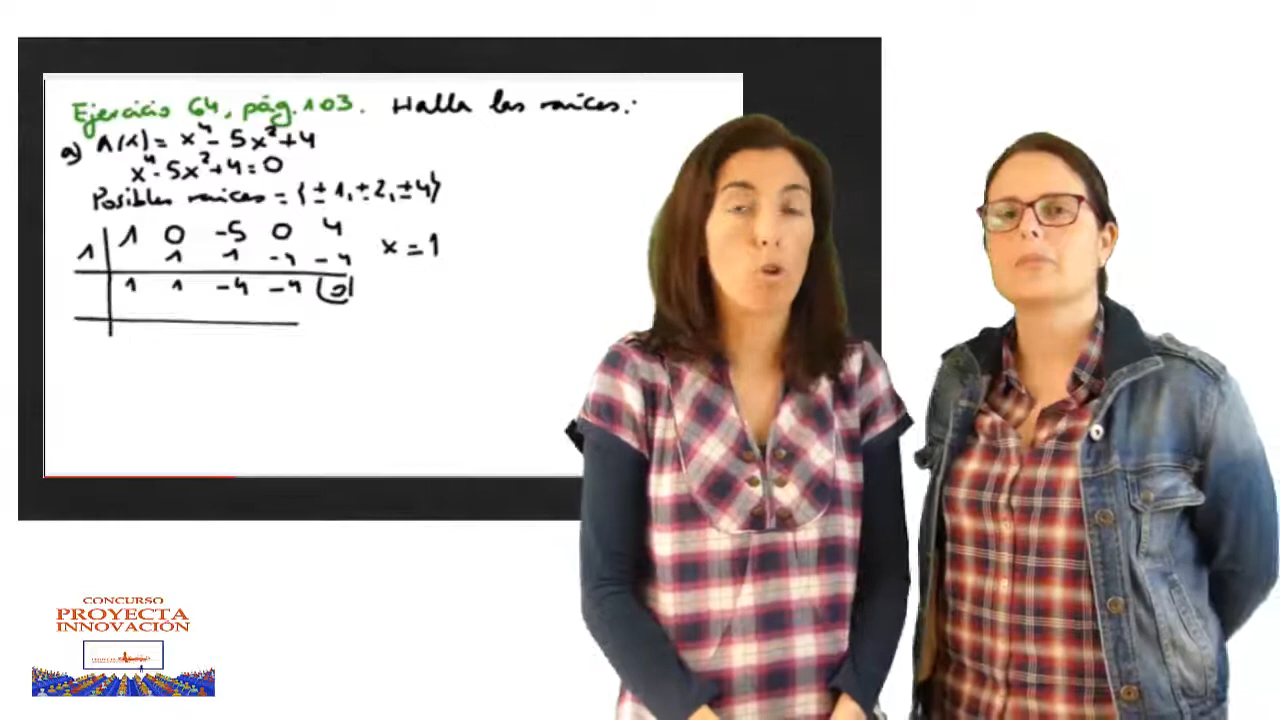 Ejercicio 64, pág. 103. Halla las raíces:
a) A(x) = x⁴ - 5x² + 4
x⁴ - 5x² + 4 = 0
Posibles raíces = {±1, ±2, ±4}
1 0 -5 0 4
1 1 1 -4 -4 x = 1
1 1 -4 -4 0
CONCURSO
PROYECTA
INNOVACIÓN